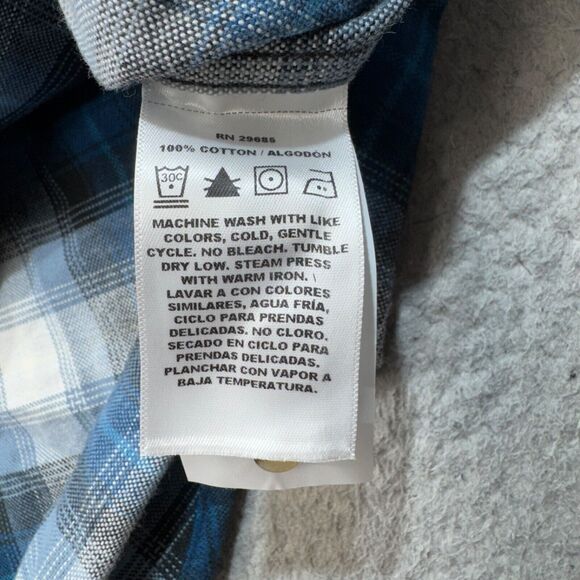 RN 29685
100% COTTON / ALGODÓN
30C
MACHINE WASH WITH LIKE
COLORS, COLD, GENTLE
CYCLE. NO BLEACH. TUMBLE
DRY LOW. STEAM PRESS
WITH WARM IRON.
LAVAR A CON COLORES
SIMILARES, AGUA FRÍA,
CICLO PARA PRENDAS
DELICADAS. NO CLORO.
SECADO EN CICLO PARA
PRENDAS DELICADAS.
PLANCHAR CON VAPOR A
BAJA TEMPERATURA.